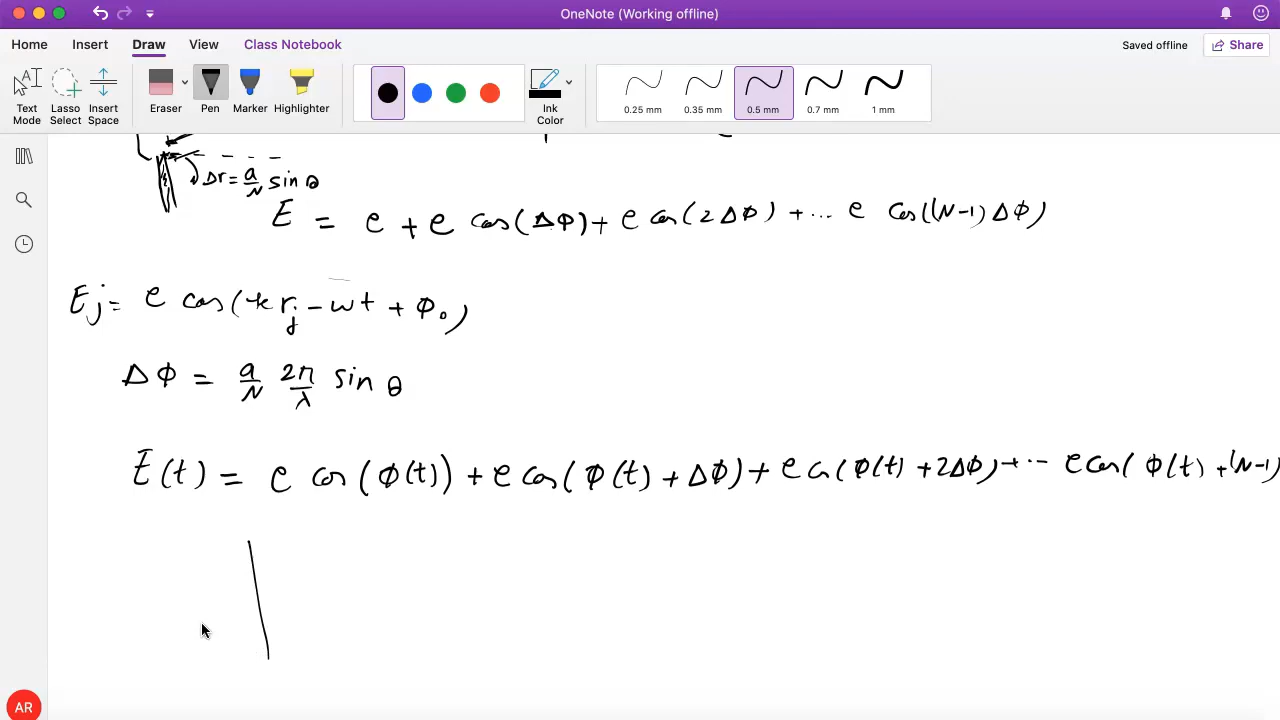 OneNote (Working offline)
Home Insert Draw View Class Notebook Saved offline Share
Text Mode Lasso Select Insert Space Eraser Pen Marker Highlighter Ink Color 0.25 mm 0.35 mm 0.5 mm 0.7 mm 1 mm
Δr = a/N sin θ
E = e + e cos(Δϕ) + e cos(2Δϕ) + ... e cos((N-1)Δϕ)
Ej = e cos(k rj - ωt + ϕ₀)
Δϕ = a/N 2π/λ sin θ
E(t) = e cos(ϕ(t)) + e cos(ϕ(t) + Δϕ) + e cos(ϕ(t) + 2Δϕ) + ... e cos(ϕ(t) + (N-1)
AR